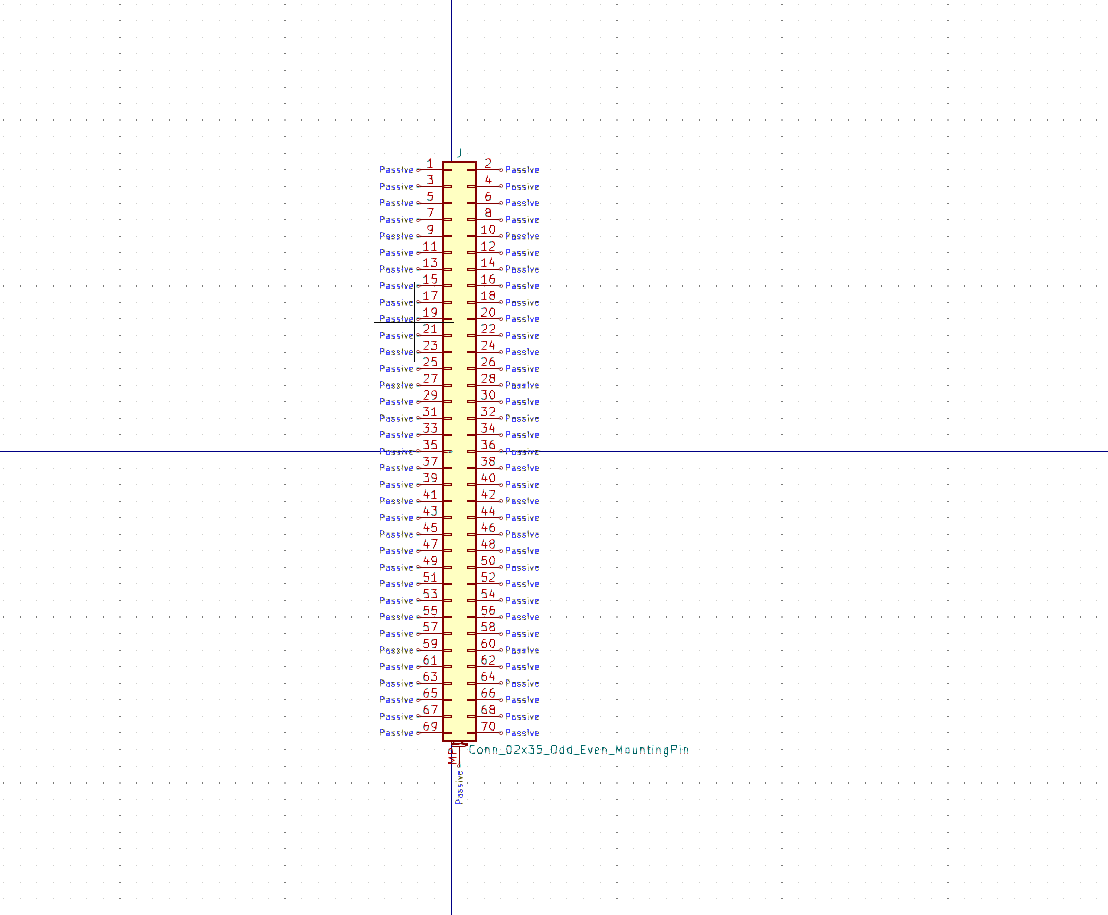 J
Passive 1 2 Passive
Passive 3 4 Passive
Passive 5 6 Passive
Passive 7 8 Passive
Passive 9 10 Passive
Passive 11 12 Passive
Passive 13 14 Passive
Passive 15 16 Passive
Passive 17 18 Passive
Passive 19 20 Passive
Passive 21 22 Passive
Passive 23 24 Passive
Passive 25 26 Passive
Passive 27 28 Passive
Passive 29 30 Passive
Passive 31 32 Passive
Passive 33 34 Passive
Passive 35 36 Passive
Passive 37 38 Passive
Passive 39 40 Passive
Passive 41 42 Passive
Passive 43 44 Passive
Passive 45 46 Passive
Passive 47 48 Passive
Passive 49 50 Passive
Passive 51 52 Passive
Passive 53 54 Passive
Passive 55 56 Passive
Passive 57 58 Passive
Passive 59 60 Passive
Passive 61 62 Passive
Passive 63 64 Passive
Passive 65 66 Passive
Passive 67 68 Passive
Passive 69 70 Passive
Conn_02x35_Odd_Even_MountingPin
MP
Passive